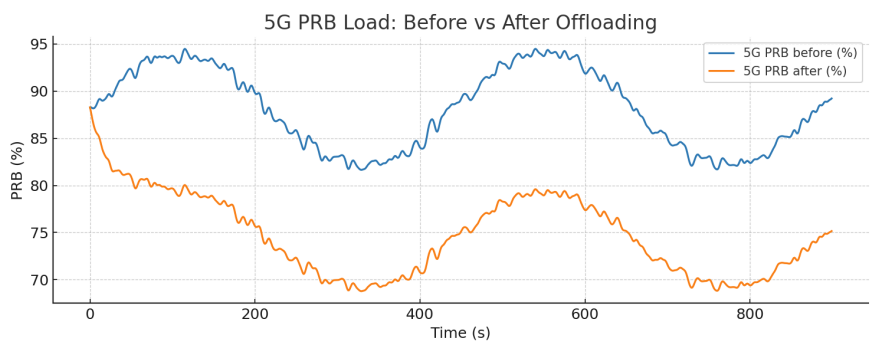 5G PRB Load: Before vs After Offloading
5G PRB before (%)
5G PRB after (%)
PRB (%)
95
90
85
80
75
70
0 200 400 600 800
Time (s)